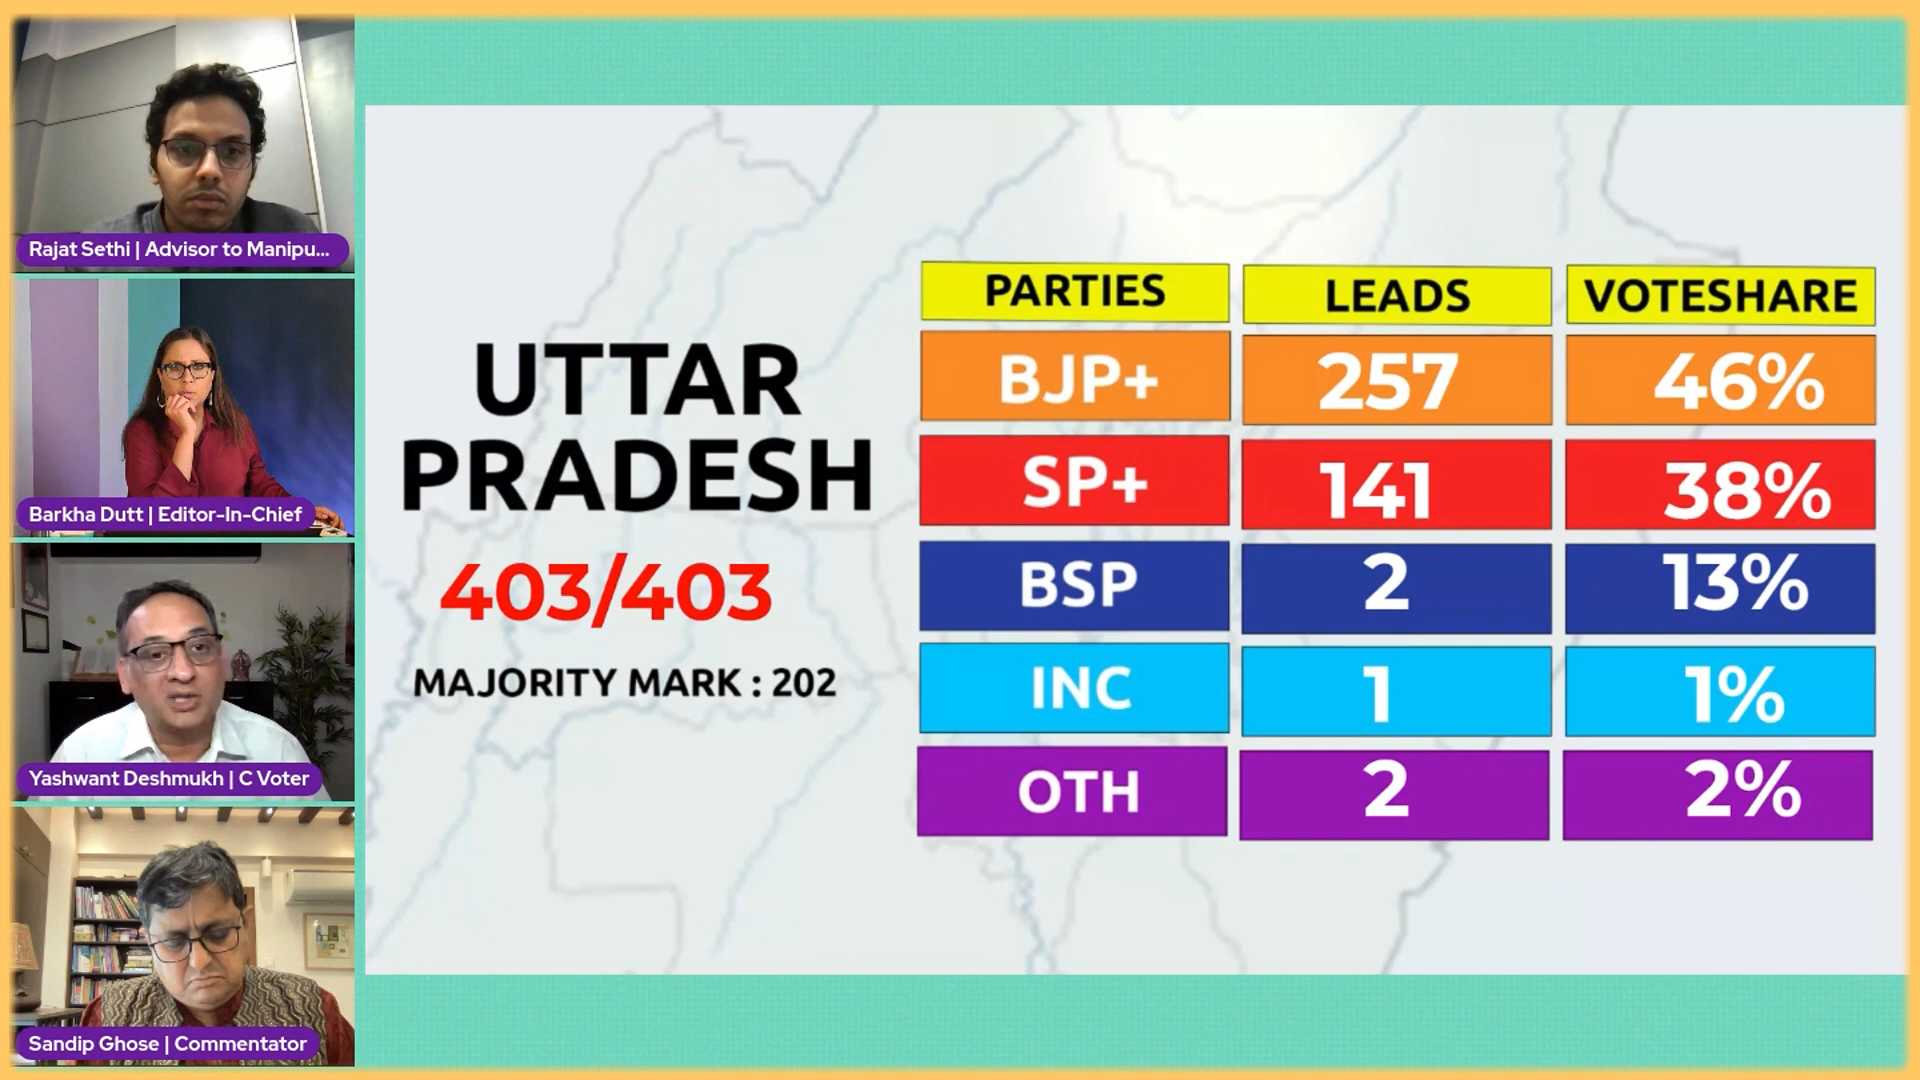 Rajat Sethi | Advisor to Manipu...
Barkha Dutt | Editor-In-Chief
Yashwant Deshmukh | C Voter
Sandip Ghose | Commentator
UTTAR
PRADESH
403/403
MAJORITY MARK : 202
PARTIES LEADS VOTESHARE
BJP+ 257 46%
SP+ 141 38%
BSP 2 13%
INC 1 1%
OTH 2 2%